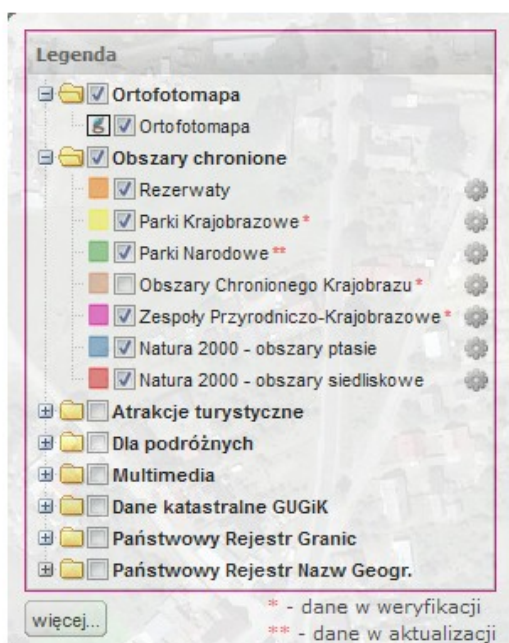 Legenda
Ortofotomapa
Ortofotomapa
Obszary chronione
Rezerwaty
Parki Krajobrazowe *
Parki Narodowe **
Obszary Chronionego Krajobrazu *
Zespoły Przyrodniczo-Krajobrazowe *
Natura 2000 - obszary ptasie
Natura 2000 - obszary siedliskowe
Atrakcje turystyczne
Dla podróżnych
Multimedia
Dane katastralne GUGiK
Państwowy Rejestr Granic
Państwowy Rejestr Nazw Geogr.
więcej...
* - dane w weryfikacji
** - dane w aktualizacji